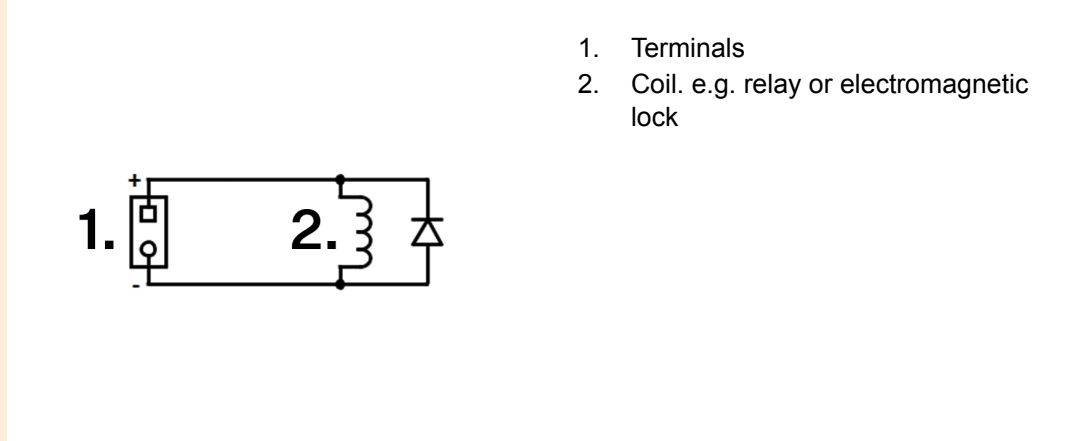 1. Terminals
2. Coil. e.g. relay or electromagnetic
lock
+
1.
2.
-